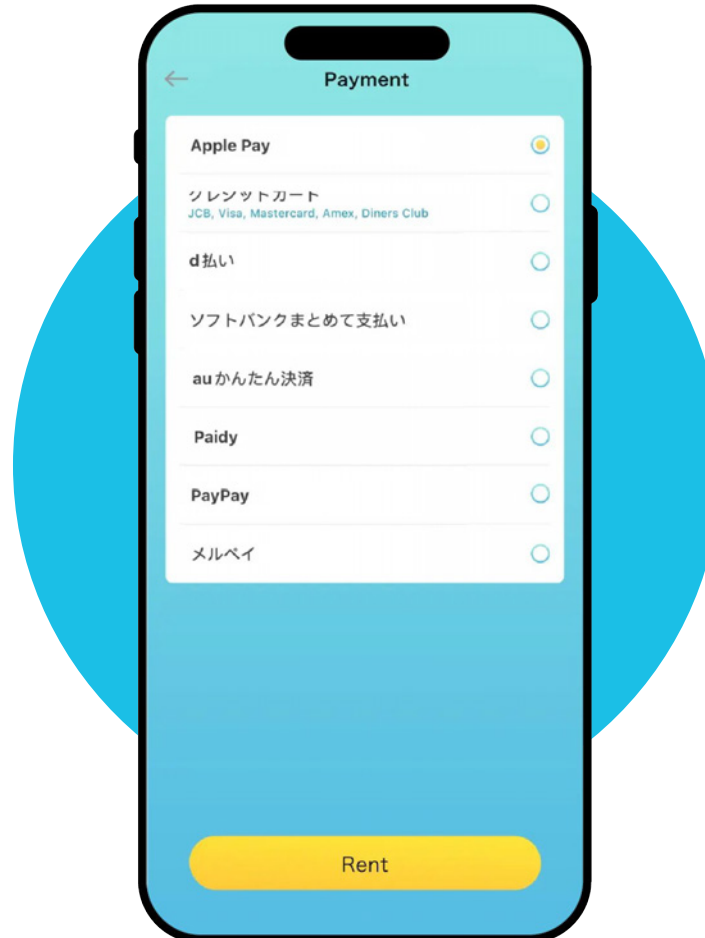 Payment
Apple Pay
クレジットカート
JCB, Visa, Mastercard, Amex, Diners Club
d払い
ソフトバンクまとめて支払い
auかんたん決済
Paidy
PayPay
メルペイ
Rent